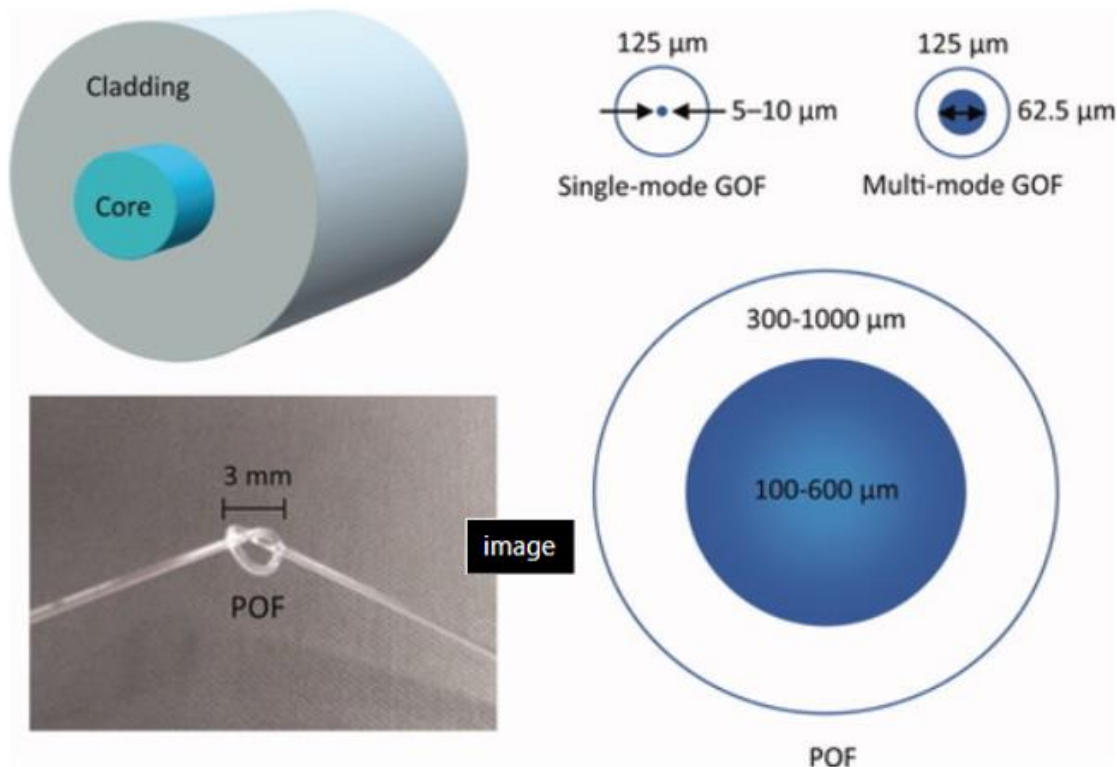 Cladding
Core
125 μm
5–10 μm
Single-mode GOF
125 μm
62.5 μm
Multi-mode GOF
3 mm
POF
image
300-1000 μm
100-600 μm
POF